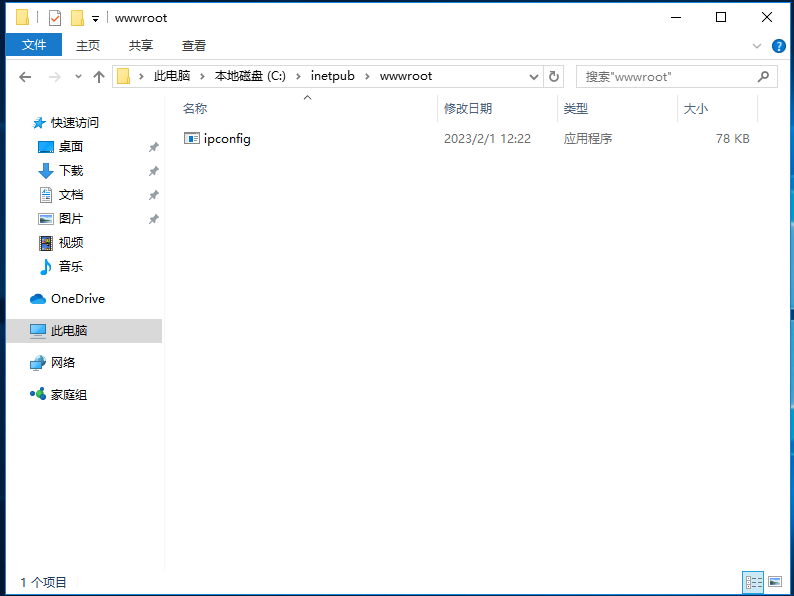 wwwroot
文件 主页 共享 查看
此电脑 本地磁盘 (C:) inetpub wwwroot 搜索"wwwroot"
名称 修改日期 类型 大小
ipconfig 2023/2/1 12:22 应用程序 78 KB
快速访问
桌面
下载
文档
图片
视频
音乐
OneDrive
此电脑
网络
家庭组
1 个项目